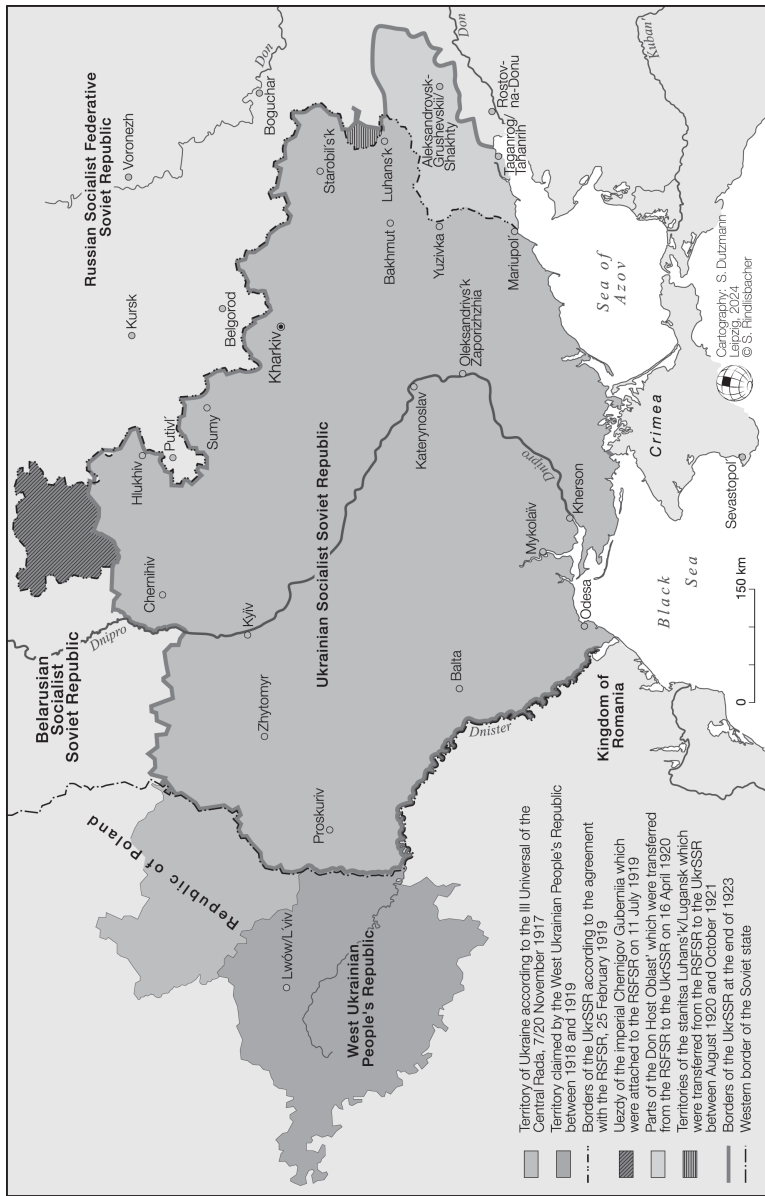 Russian Socialist Federative
Soviet Republic
Voronezh
Kursk
Don
Boguchar
Don
Kuban'
Belgorod
Kharkiv
Starobil's'k
Luhans'k
Bakhmut
Aleksandrovsk-
Grushevskii/
Shakhty
Rostov-
na-Donu
Taganrog/
Tahanrih
Yuzivka
Mariupol'
Sea of
Azov
Putivl'
Sumy
Hlukhiv
Chernihiv
Dnipro
Kyïv
Ukrainian Socialist Soviet Republic
Katerynoslav
Oleksandrivs'k
Zaporizhzhia
Dnipro
Kherson
Mykolaïv
Odesa
Crimea
Sevastopol'
Black
Sea
Belarusian
Socialist
Soviet Republic
Zhytomyr
Balta
Proskuriv
Dnister
Kingdom of
Romania
Republic of Poland
Lwów/L'viv
West Ukrainian
People's Republic
0 150 km
Cartography: S. Dutzmann
Leipzig, 2024
© S. Rindlisbacher
Territory of Ukraine according to the III Universal of the
Central Rada, 7/20 November 1917
Territory claimed by the West Ukrainian People's Republic
between 1918 and 1919
Borders of the UkrSSR according to the agreement
with the RSFSR, 25 February 1919
Uezdy of the imperial Chernigov Guberniia which
were attached to the RSFSR on 11 July 1919
Parts of the Don Host Oblast' which were transferred
from the RSFSR to the UkrSSR on 16 April 1920
Territories of the stanitsa Luhans'k/Lugansk which
were transferred from the RSFSR to the UkrSSR
between August 1920 and October 1921
Borders of the UkrSSR at the end of 1923
Western border of the Soviet state